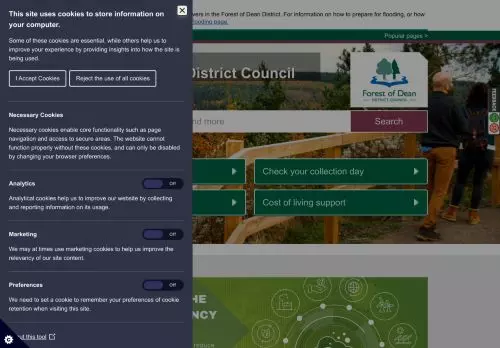 This site uses cookies to store information on
your computer.
Some of these cookies are essential, while others help us to
improve your experience by providing insights into how the site is
being used.
I Accept Cookies
Reject the use of all cookies
Necessary Cookies
Necessary cookies enable core functionality such as page
navigation and access to secure areas. The website cannot
function properly without these cookies, and can only be disabled
by changing your browser preferences.
Analytics
Off
Analytical cookies help us to improve our website by collecting
and reporting information on its usage.
Marketing
Off
We may at times use marketing cookies to help us improve the
relevancy of our site content.
Preferences
Off
We need to set a cookie to remember your preferences of cookie
retention when visiting this site.
this tool
in the Forest of Dean District. For information on how to prepare for flooding, or how
flooding page.
Popular pages >
District Council
Forest of Dean
DISTRICT COUNCIL
nd more
Search
Check your collection day
Cost of living support
FEEDBACK
HE
NCY